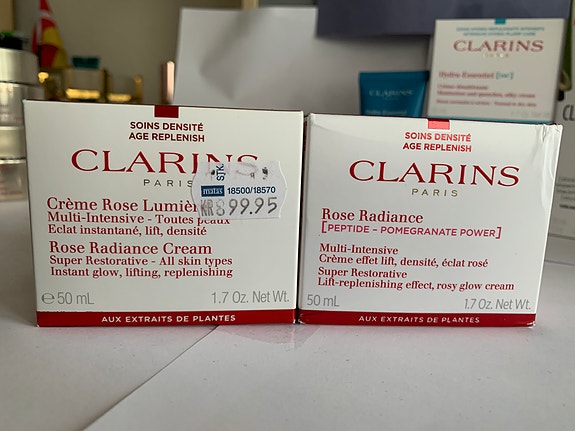 SOINS DENSITÉ
AGE REPLENISH
CLARINS
PARIS
Crème Rose Lumière
Multi-Intensive - Toutes peaux
Eclat instantané, lift, densité
Rose Radiance Cream
Super Restorative - All skin types
Instant glow, lifting, replenishing
℮ 50 mL
1.7 Oz. Net Wt.
AUX EXTRAITS DE PLANTES
STK
matas 18500/18570
KR 899.95
SOINS DENSITÉ
AGE REPLENISH
CLARINS
PARIS
Rose Radiance
[PEPTIDE – POMEGRANATE POWER]
Multi-Intensive
Crème effet lift, densité, éclat rosé
Super Restorative
Lift-replenishing effect, rosy glow cream
50 mL
1.7 Oz. Net Wt.
AUX EXTRAITS DE PLANTES
CLARINS
Hydra-Essentiel